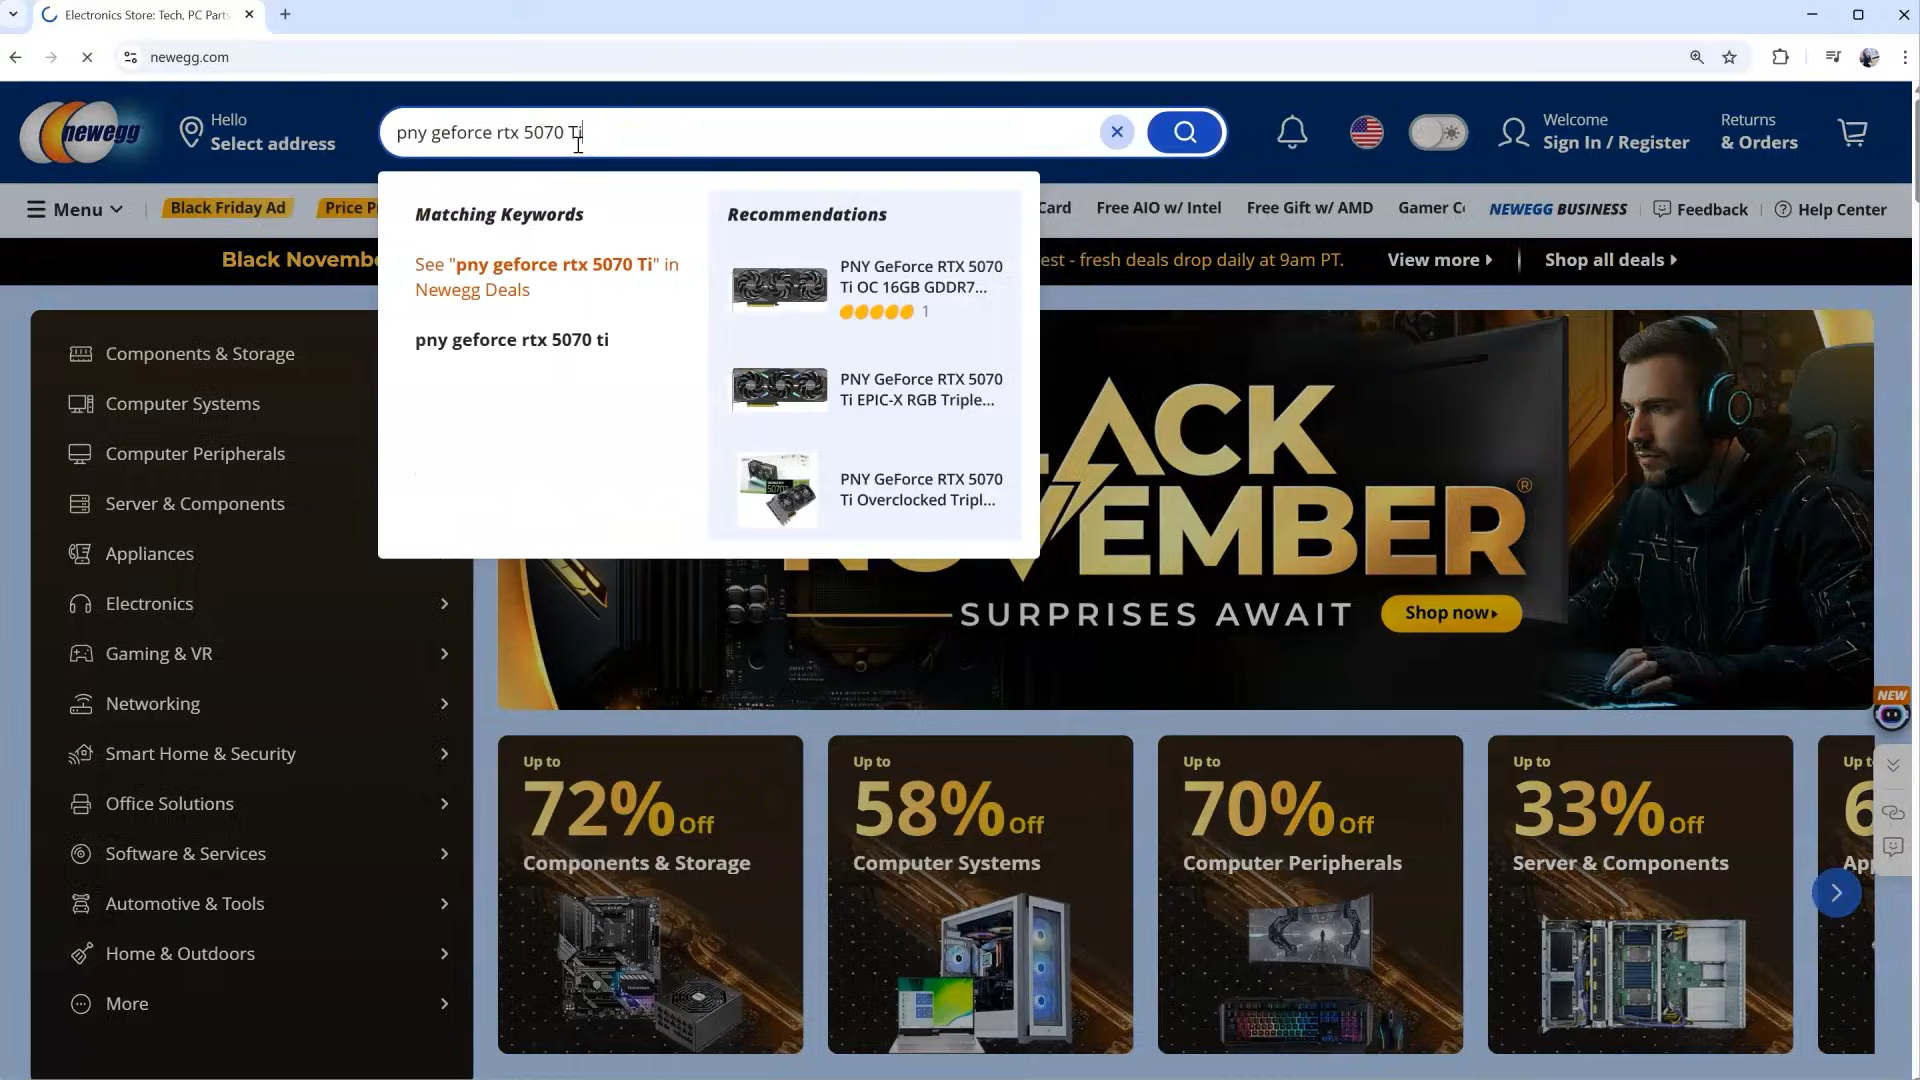 Electronics Store: Tech, PC Parts
newegg.com
newegg
Hello
Select address
pny geforce rtx 5070 Ti
Welcome
Sign In / Register
Returns
& Orders
Menu
Black Friday Ad
Price P
Card
Free AIO w/ Intel
Free Gift w/ AMD
Gamer C
NEWEGG BUSINESS
Feedback
Help Center
Black Novembe
est - fresh deals drop daily at 9am PT.
View more
Shop all deals
Matching Keywords
See "pny geforce rtx 5070 Ti" in
Newegg Deals
pny geforce rtx 5070 ti
Recommendations
PNY GeForce RTX 5070
Ti OC 16GB GDDR7...
1
PNY GeForce RTX 5070
Ti EPIC-X RGB Triple...
PNY GeForce RTX 5070
Ti Overclocked Tripl...
Components & Storage
Computer Systems
Computer Peripherals
Server & Components
Appliances
Electronics
Gaming & VR
Networking
Smart Home & Security
Office Solutions
Software & Services
Automotive & Tools
Home & Outdoors
More
ACK
VEMBER®
SURPRISES AWAIT
Shop now
NEW
Up to
72% Off
Components & Storage
Up to
58% Off
Computer Systems
Up to
70% Off
Computer Peripherals
Up to
33% Off
Server & Components
Up t
6
Ap